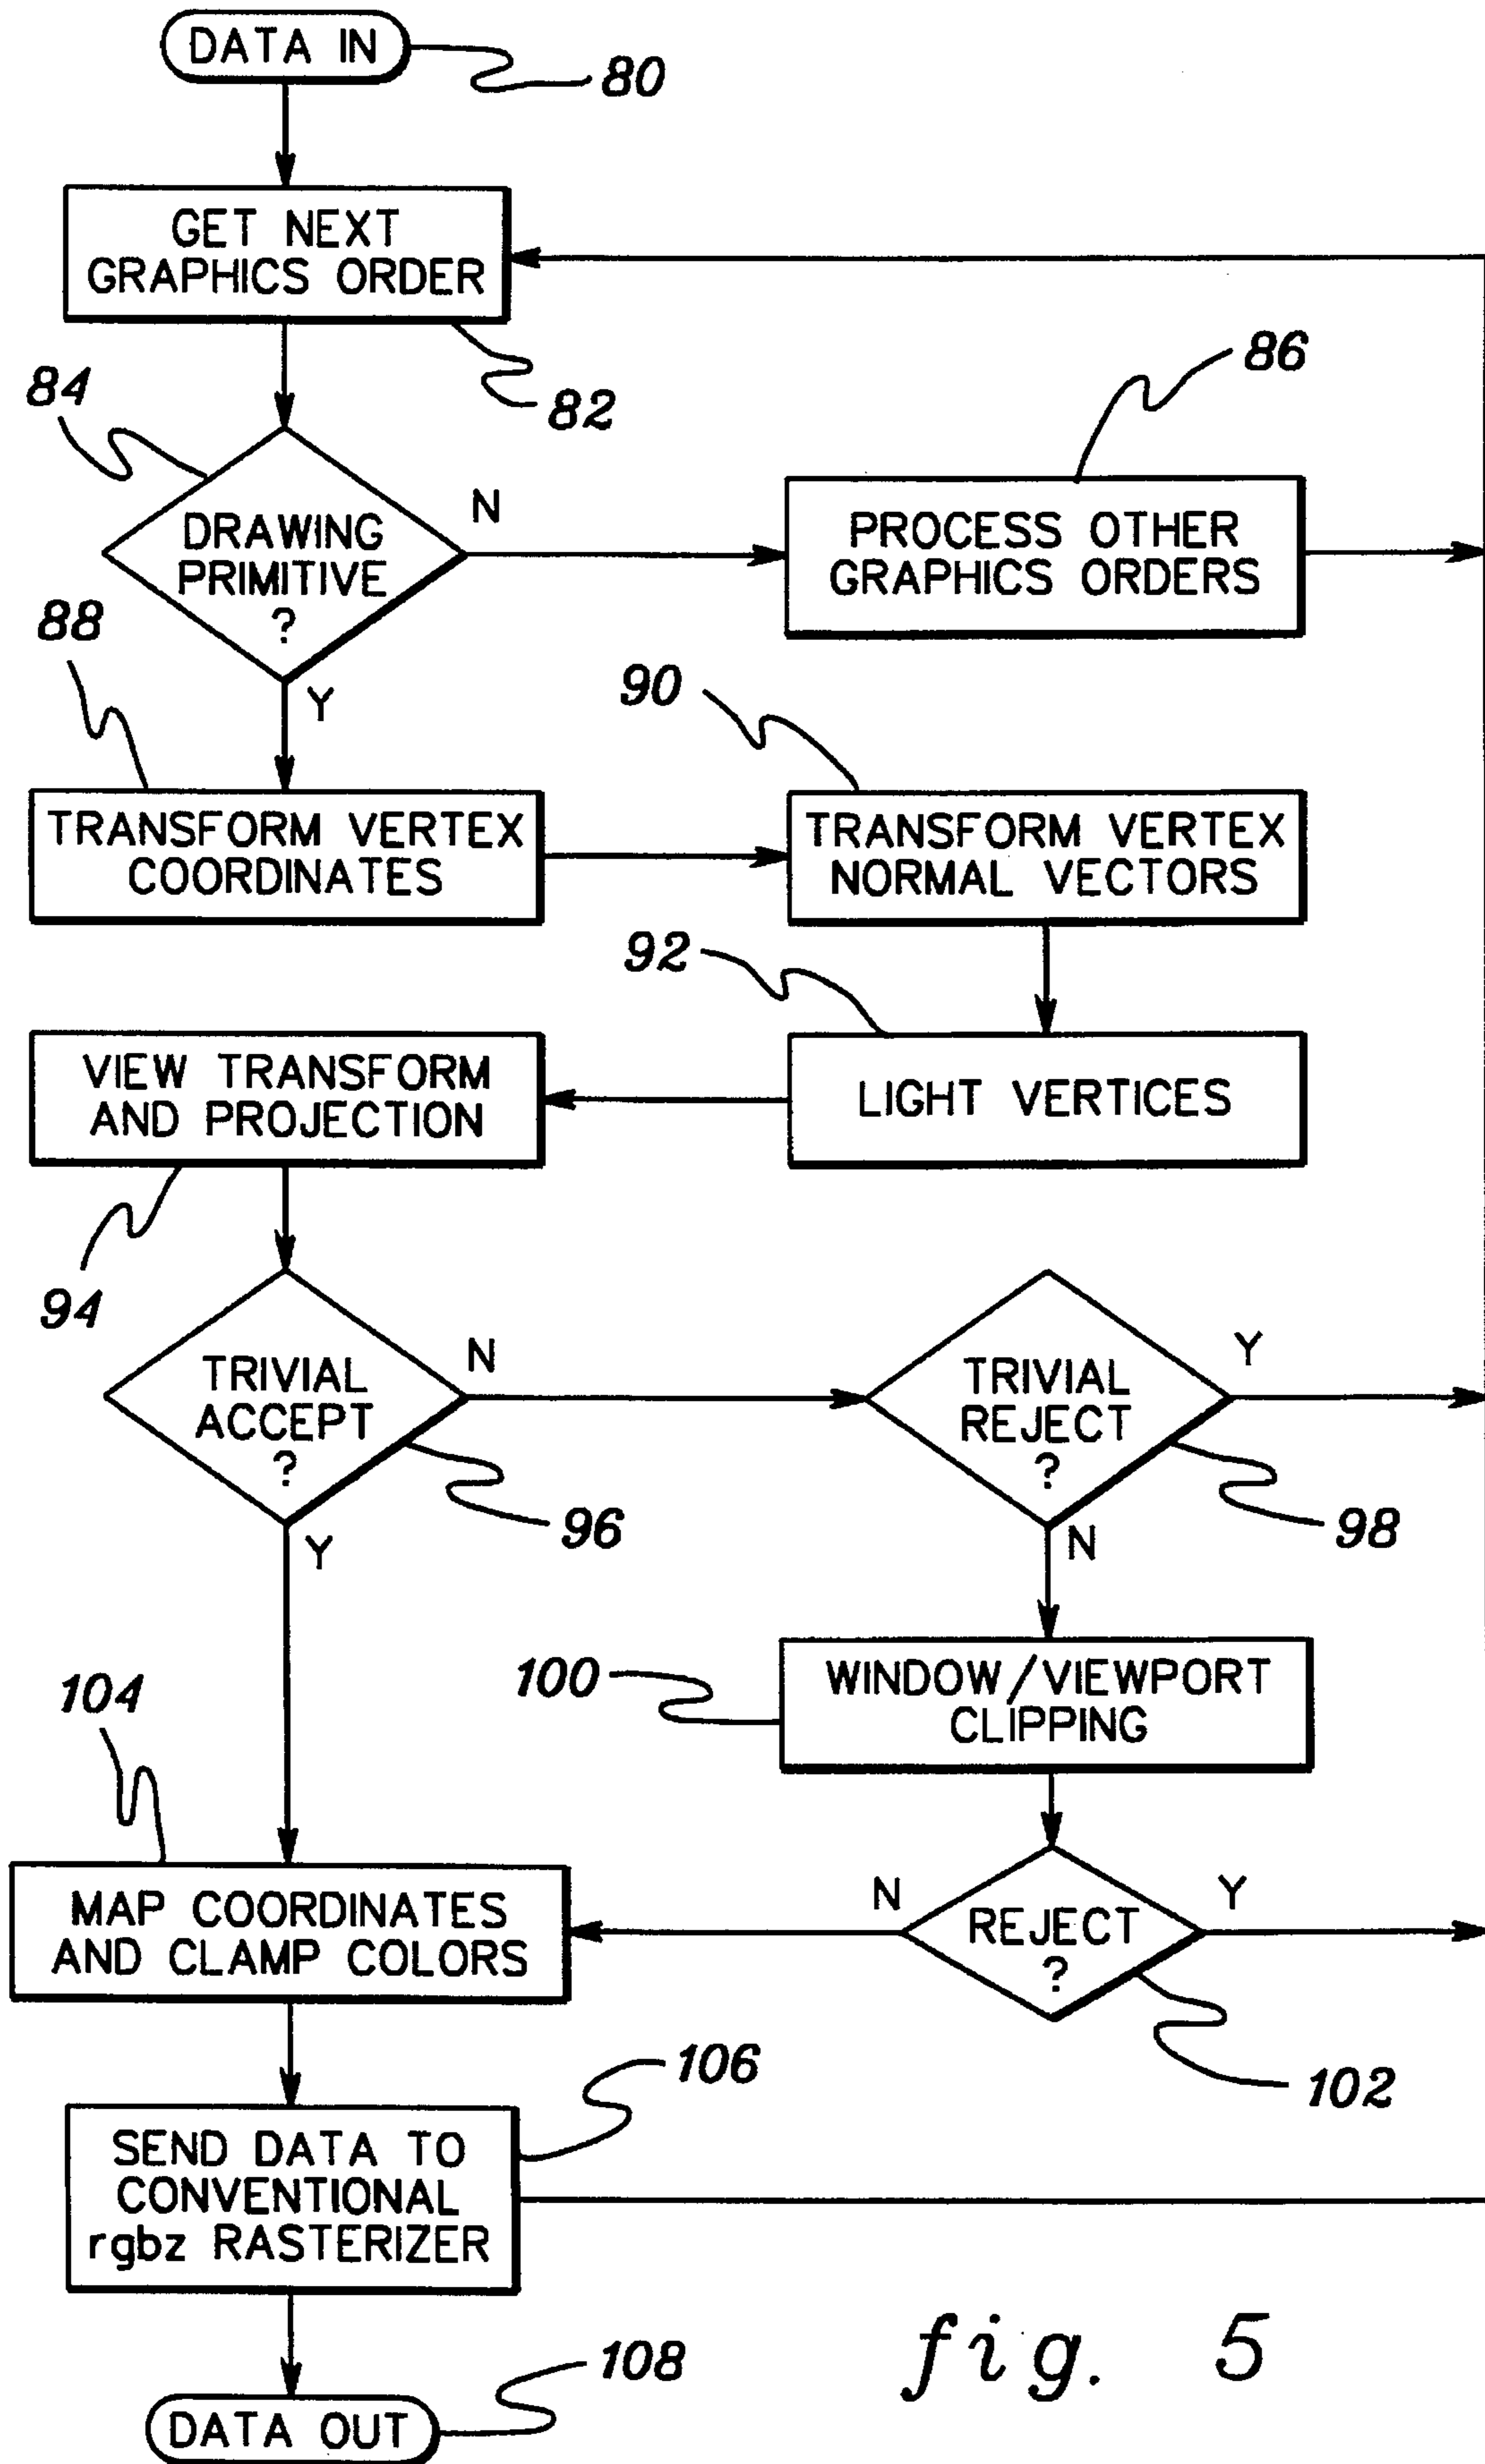 DATA IN
80
GET NEXT
GRAPHICS ORDER
82
84
DRAWING
PRIMITIVE
?
N
Y
86
PROCESS OTHER
GRAPHICS ORDERS
88
TRANSFORM VERTEX
COORDINATES
90
TRANSFORM VERTEX
NORMAL VECTORS
92
LIGHT VERTICES
VIEW TRANSFORM
AND PROJECTION
94
TRIVIAL
ACCEPT
?
N
Y
96
TRIVIAL
REJECT
?
Y
N
98
100
WINDOW/VIEWPORT
CLIPPING
104
MAP COORDINATES
AND CLAMP COLORS
N
REJECT
?
Y
102
106
SEND DATA TO
CONVENTIONAL
rgbz RASTERIZER
108
DATA OUT
fig. 5